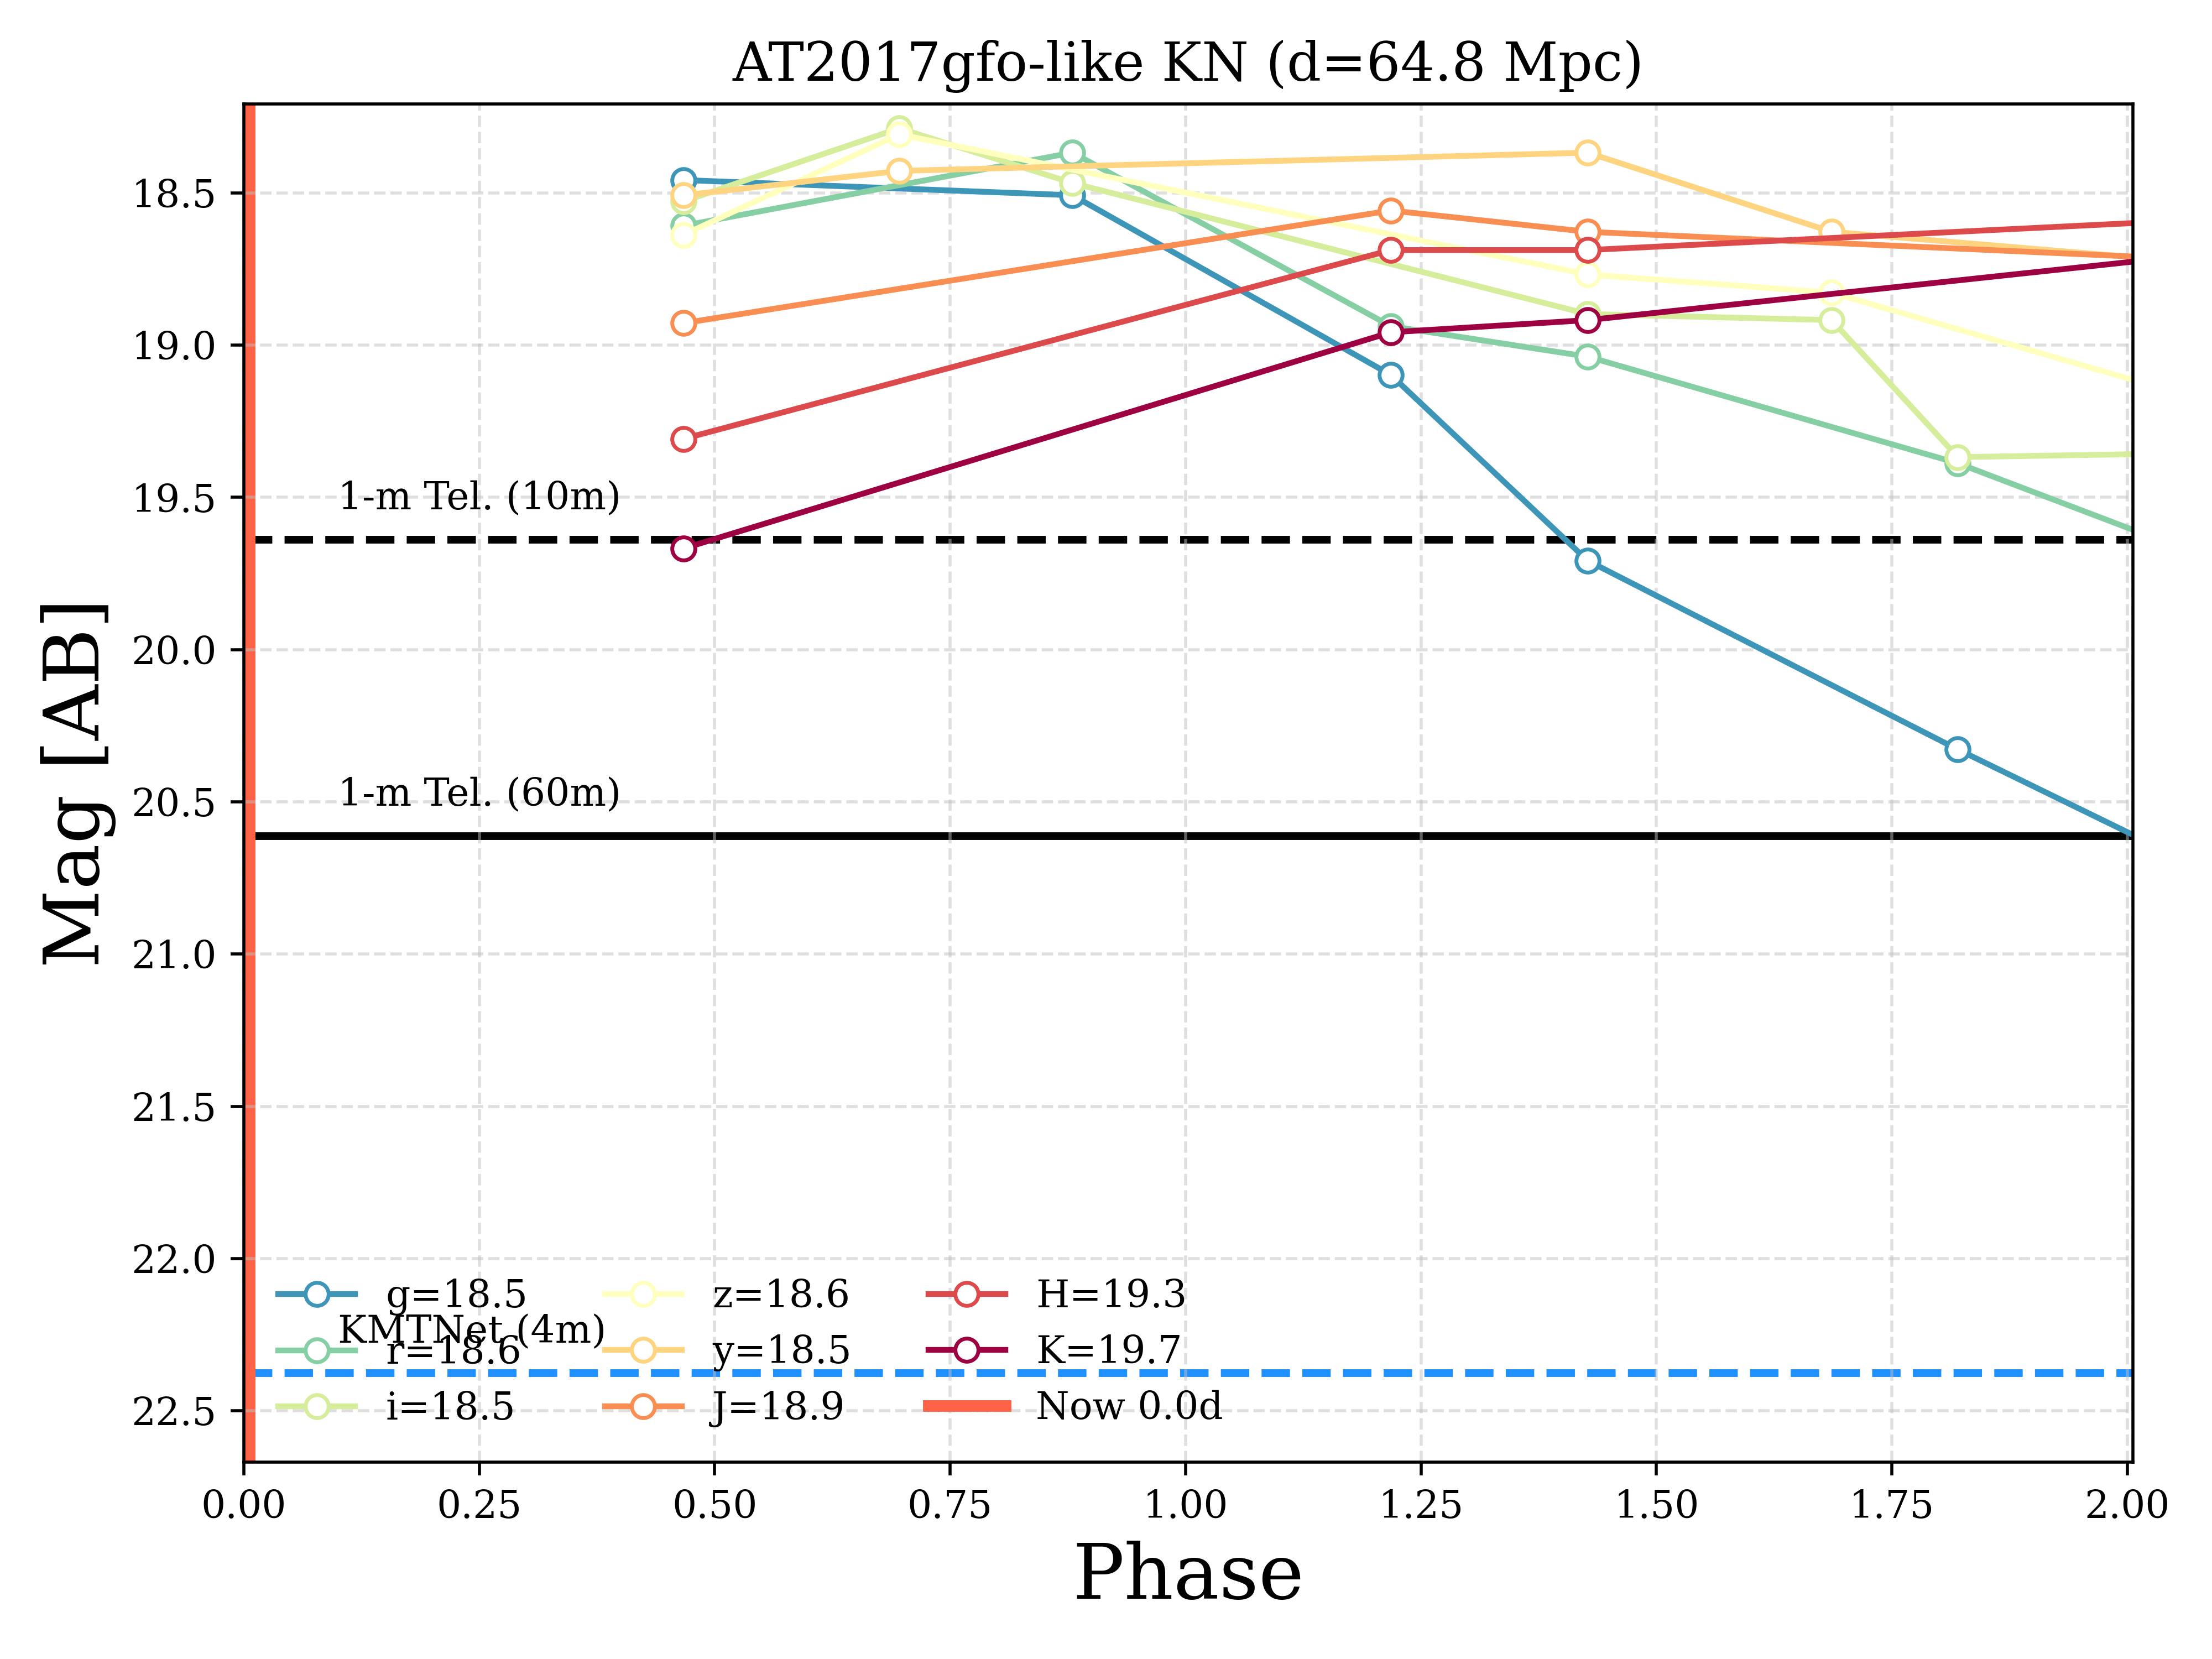 AT2017gfo-like KN (d=64.8 Mpc)
Mag [AB]
18.5
19.0
19.5
20.0
20.5
21.0
21.5
22.0
22.5
1-m Tel. (10m)
1-m Tel. (60m)
KMTNet (4m)
g=18.5
r=18.6
i=18.5
z=18.6
y=18.5
J=18.9
H=19.3
K=19.7
Now 0.0d
0.00 0.25 0.50 0.75 1.00 1.25 1.50 1.75 2.00
Phase